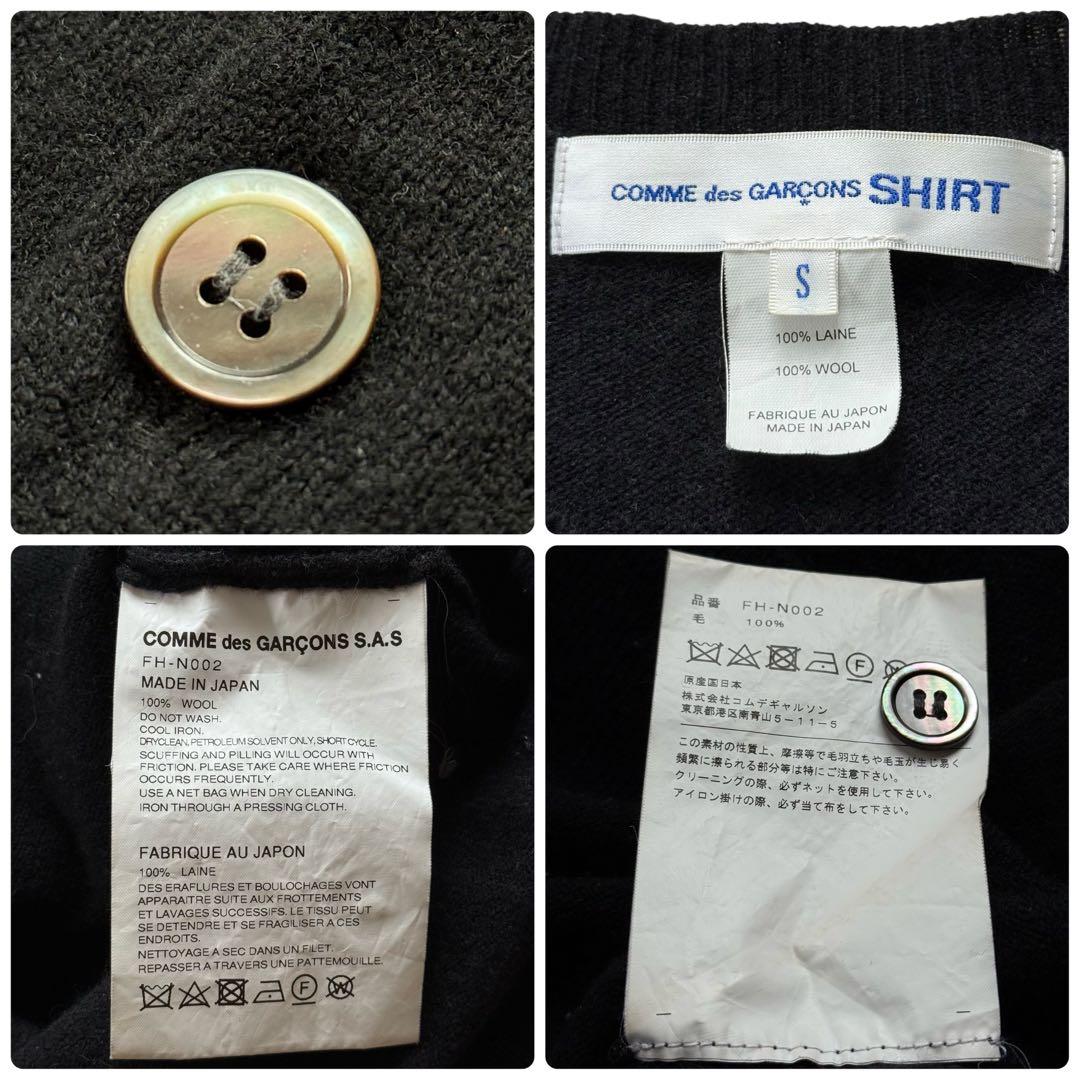 COMME des GARÇONS SHIRT
S
100% LAINE
100% WOOL
FABRIQUE AU JAPON
MADE IN JAPAN
COMME des GARÇONS S.A.S
FH-N002
MADE IN JAPAN
100% WOOL
DO NOT WASH.
COOL IRON.
DRYCLEAN, PETROLEUM SOLVENT ONLY, SHORT CYCLE.
SCUFFING AND PILLING WILL OCCUR WITH
FRICTION. PLEASE TAKE CARE WHERE FRICTION
OCCURS FREQUENTLY.
USE A NET BAG WHEN DRY CLEANING.
IRON THROUGH A PRESSING CLOTH.
FABRIQUE AU JAPON
100% LAINE
DES ERAFLURES ET BOULOCHAGES VONT
APPARAITRE SUITE AUX FROTTEMENTS
ET LAVAGES SUCCESSIFS. LE TISSU PEUT
SE DETENDRE ET SE FRAGILISER A CES
ENDROITS.
NETTOYAGE A SEC DANS UN FILET.
REPASSER A TRAVERS UNE PATTEMOUILLE.
F W
品番 FH-N002
毛 100%
F
原産国日本
株式会社コムデギャルソン
東京都港区南青山5-11-5
この素材の性質上、摩擦等で毛羽立ちや毛玉が生じ易く
頻繁に擦られる部分等は特にご注意下さい。
クリーニングの際、必ずネットを使用して下さい。
アイロン掛けの際、必ず当て布をして下さい。